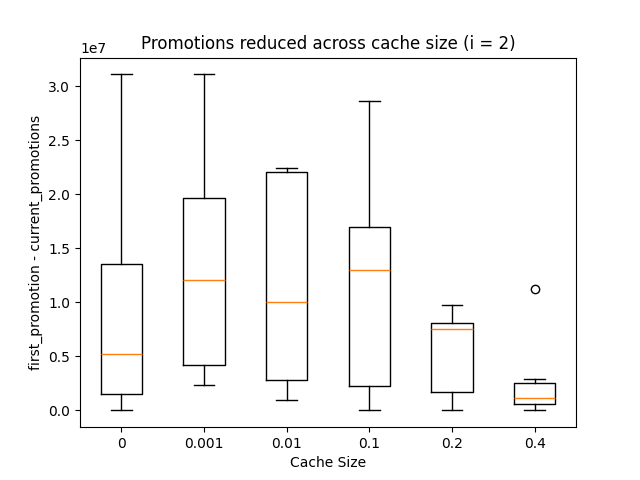 Promotions reduced across cache size (i = 2)
1e7
3.0
2.5
2.0
1.5
1.0
0.5
0.0
first_promotion - current_promotions
0 0.001 0.01 0.1 0.2 0.4
Cache Size